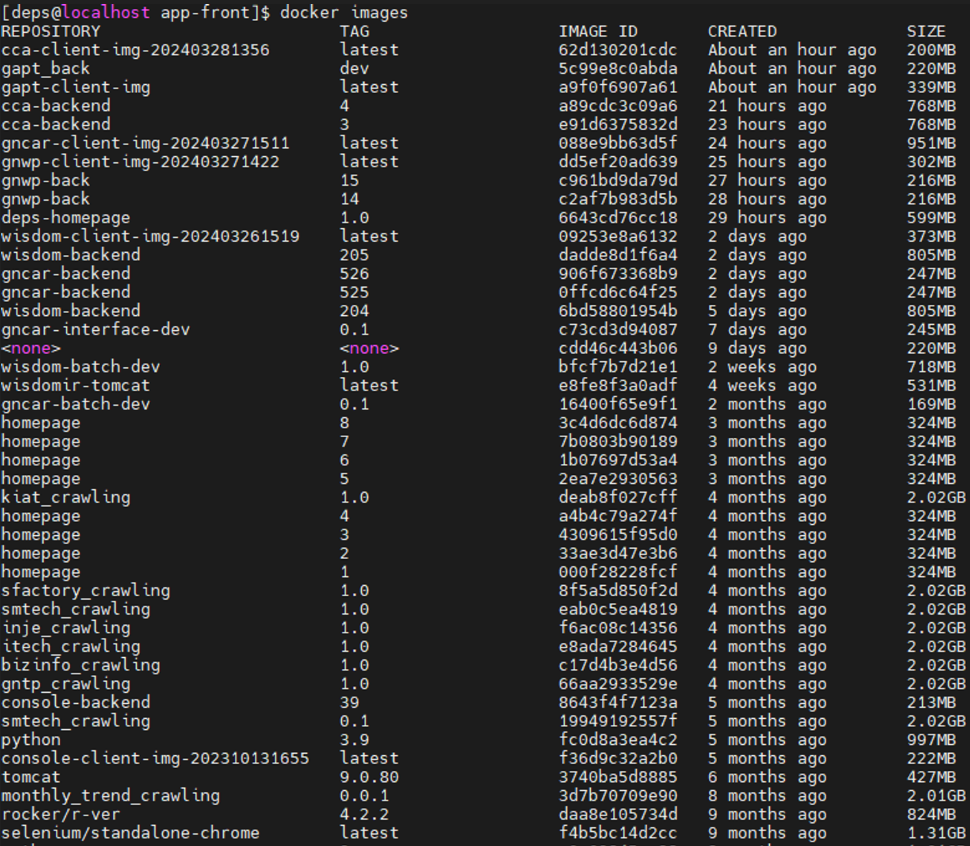 [deps@localhost app-front]$ docker images
REPOSITORY TAG IMAGE ID CREATED SIZE
cca-client-img-202403281356 latest 62d130201cdc About an hour ago 200MB
gapt_back dev 5c99e8c0abda About an hour ago 220MB
gapt-client-img latest a9f0f6907a61 About an hour ago 339MB
cca-backend 4 a89cdc3c09a6 21 hours ago 768MB
cca-backend 3 e91d6375832d 23 hours ago 768MB
gncar-client-img-202403271511 latest 088e9bb63d5f 24 hours ago 951MB
gnwp-client-img-202403271422 latest dd5ef20ad639 25 hours ago 302MB
gnwp-back 15 c961bd9da79d 27 hours ago 216MB
gnwp-back 14 c2af7b983d5b 28 hours ago 216MB
deps-homepage 1.0 6643cd76cc18 29 hours ago 599MB
wisdom-client-img-202403261519 latest 09253e8a6132 2 days ago 373MB
wisdom-backend 205 dadde8d1f6a4 2 days ago 805MB
gncar-backend 526 906f673368b9 2 days ago 247MB
gncar-backend 525 0ffcd6c64f25 2 days ago 247MB
wisdom-backend 204 6bd58801954b 5 days ago 805MB
gncar-interface-dev 0.1 c73cd3d94087 7 days ago 245MB
<none> <none> cdd46c443b06 9 days ago 220MB
wisdom-batch-dev 1.0 bfcf7b7d21e1 2 weeks ago 718MB
wisdomir-tomcat latest e8fe8f3a0adf 4 weeks ago 531MB
gncar-batch-dev 0.1 16400f65e9f1 2 months ago 169MB
homepage 8 3c4d6dc6d874 3 months ago 324MB
homepage 7 7b0803b90189 3 months ago 324MB
homepage 6 1b07697d53a4 3 months ago 324MB
homepage 5 2ea7e2930563 3 months ago 324MB
kiat_crawling 1.0 deab8f027cff 4 months ago 2.02GB
homepage 4 a4b4c79a274f 4 months ago 324MB
homepage 3 4309615f95d0 4 months ago 324MB
homepage 2 33ae3d47e3b6 4 months ago 324MB
homepage 1 000f28228fcf 4 months ago 324MB
sfactory_crawling 1.0 8f5a5d850f2d 4 months ago 2.02GB
smtech_crawling 1.0 eab0c5ea4819 4 months ago 2.02GB
inje_crawling 1.0 f6ac08c14356 4 months ago 2.02GB
itech_crawling 1.0 e8ada7284645 4 months ago 2.02GB
bizinfo_crawling 1.0 c17d4b3e4d56 4 months ago 2.02GB
gntp_crawling 1.0 66aa2933529e 4 months ago 2.02GB
console-backend 39 8643f4f7123a 5 months ago 213MB
smtech_crawling 0.1 19949192557f 5 months ago 2.02GB
python 3.9 fc0d8a3ea4c2 5 months ago 997MB
console-client-img-202310131655 latest f36d9c32a2b0 5 months ago 222MB
tomcat 9.0.80 3740ba5d8885 6 months ago 427MB
monthly_trend_crawling 0.0.1 3d7b70709e90 8 months ago 2.01GB
rocker/r-ver 4.2.2 daa8e105734d 9 months ago 824MB
selenium/standalone-chrome latest f4b5bc14d2cc 9 months ago 1.31GB